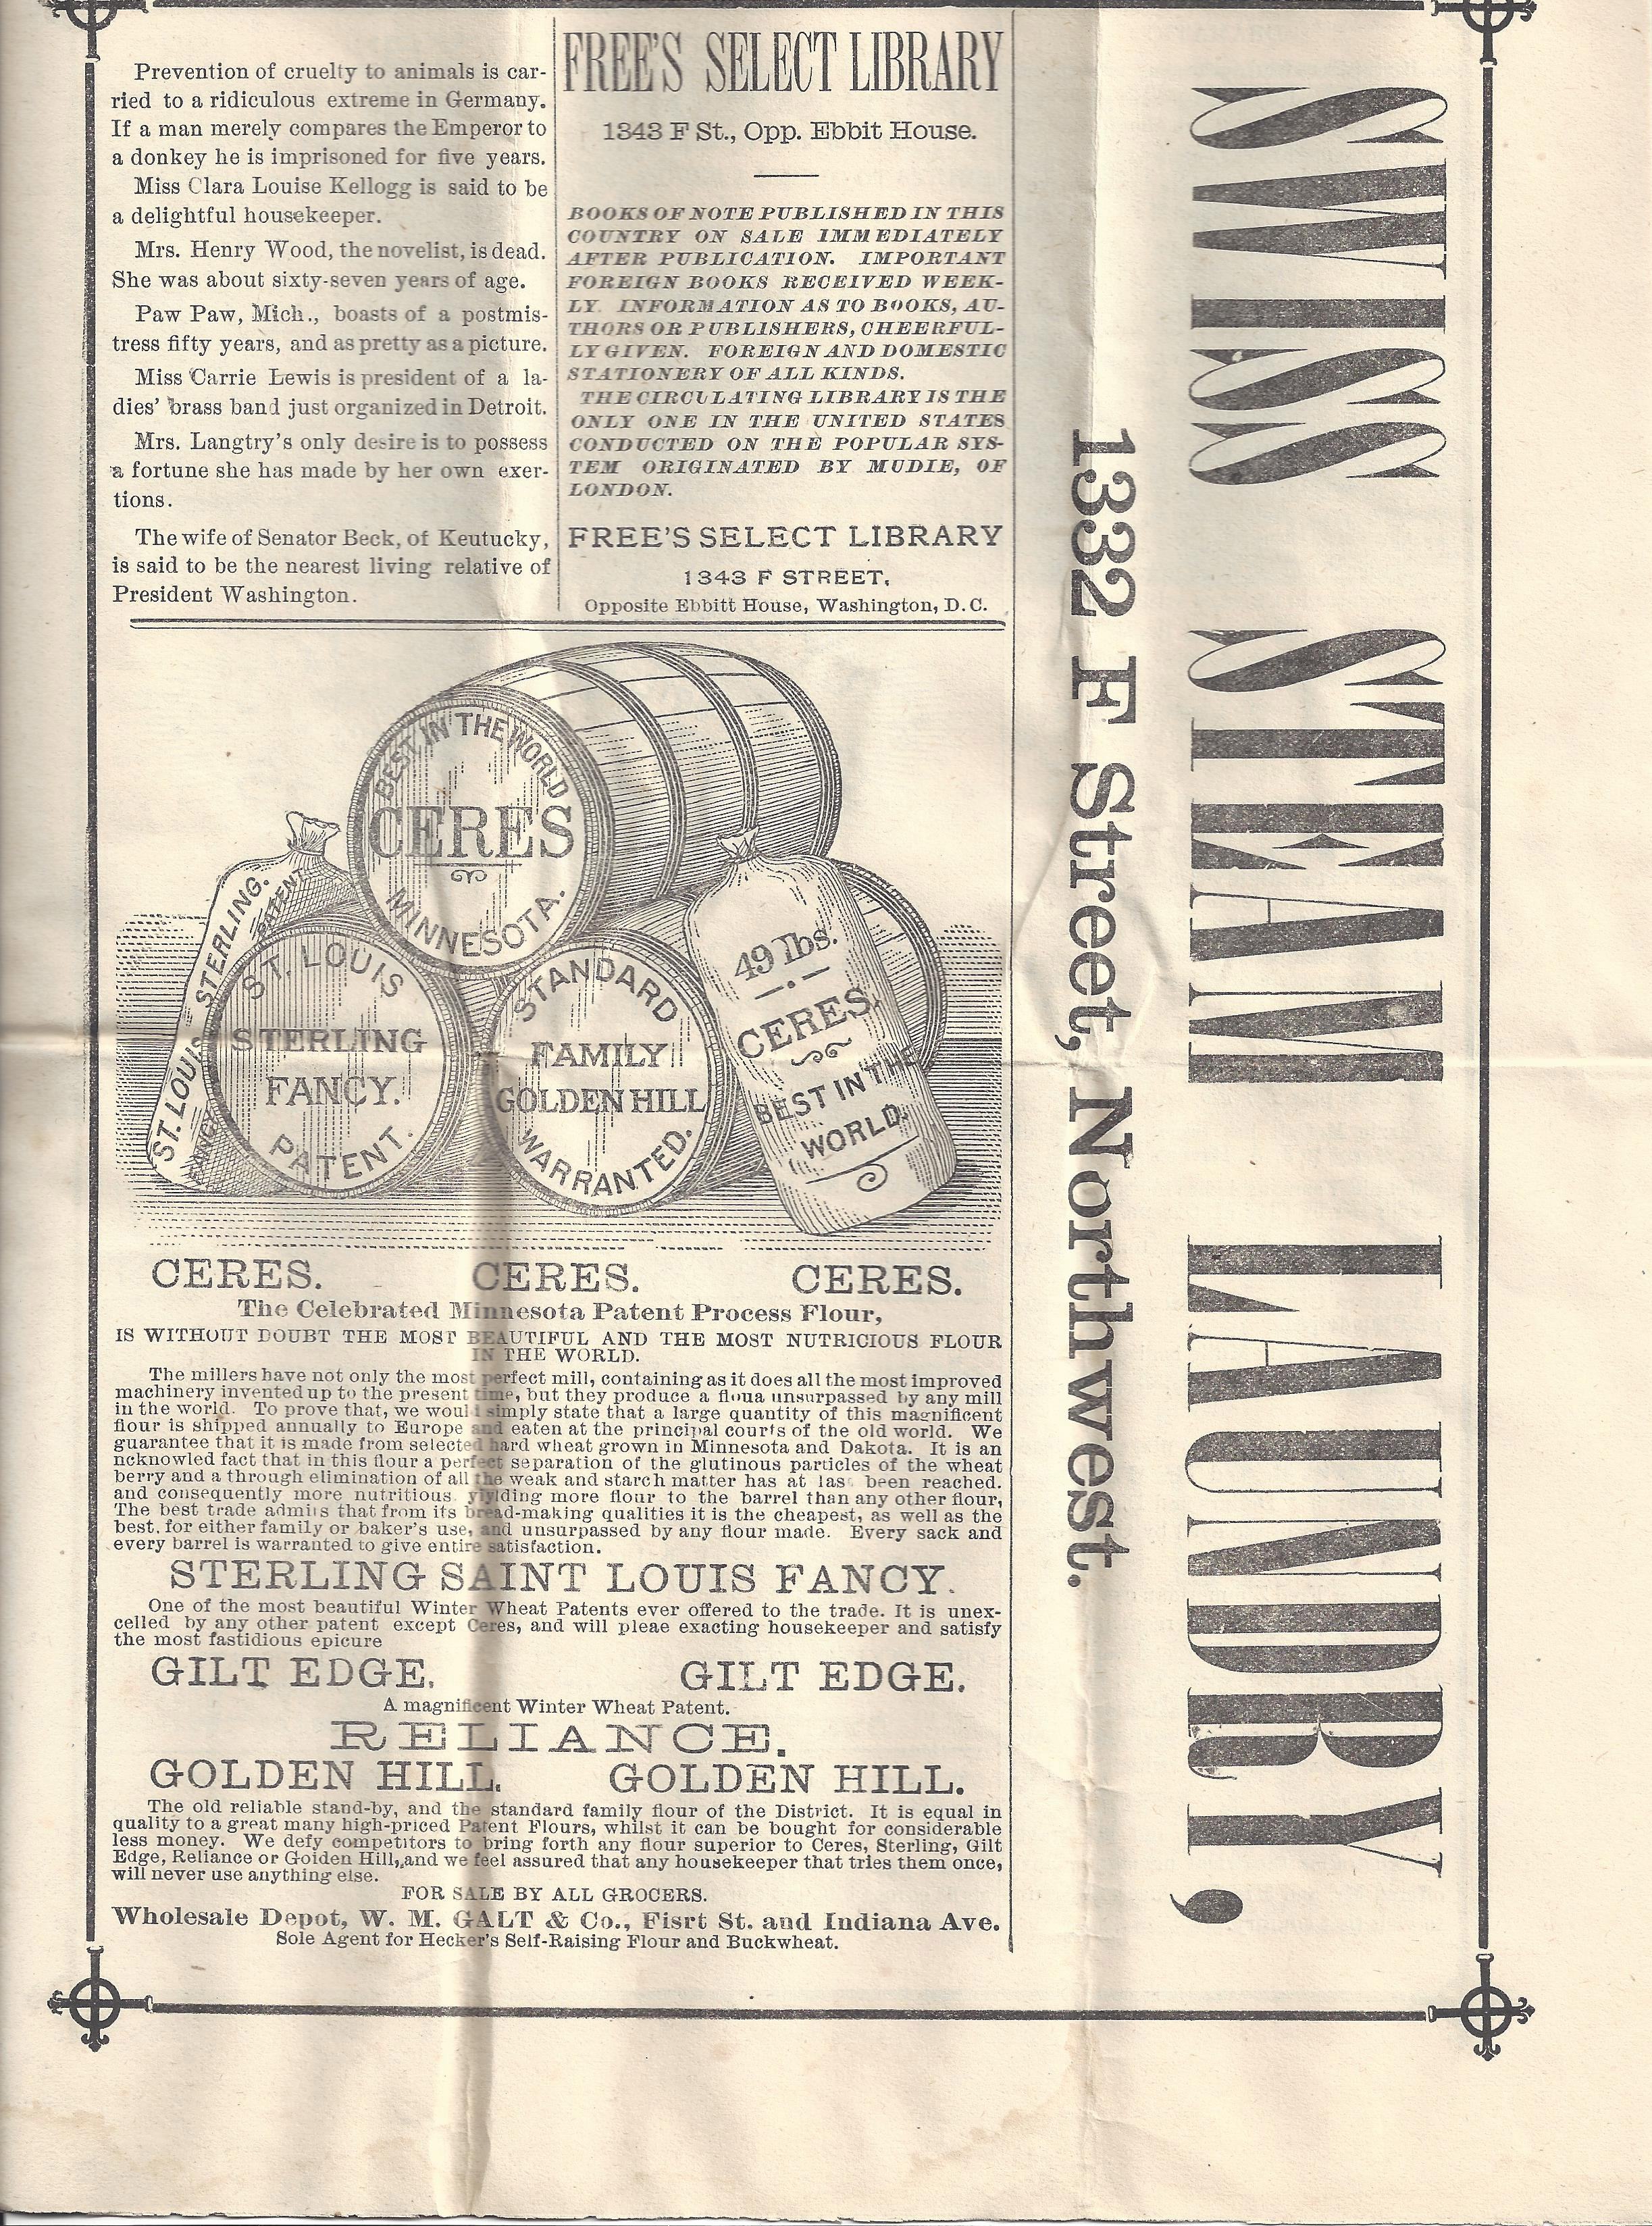 Prevention of cruelty to animals is car-
ried to a ridiculous extreme in Germany.
If a man merely compares the Emperor to
a donkey he is imprisoned for five years.
Miss Clara Louise Kellogg is said to be
a delightful housekeeper.
Mrs. Henry Wood, the novelist, is dead.
She was about sixty-seven years of age.
Paw Paw, Mich., boasts of a postmis-
tress fifty years, and as pretty as a picture.
Miss Carrie Lewis is president of a la-
dies' brass band just organized in Detroit.
Mrs. Langtry's only desire is to possess
a fortune she has made by her own exer-
tions.
The wife of Senator Beck, of Keutucky,
is said to be the nearest living relative of
President Washington.
FREE'S SELECT LIBRARY
1343 F St., Opp. Ebbit House.
BOOKS OF NOTE PUBLISHED IN THIS
COUNTRY ON SALE IMMEDIATELY
AFTER PUBLICATION. IMPORTANT
FOREIGN BOOKS RECEIVED WEEK-
LY. INFORMATION AS TO BOOKS, AU-
THORS OR PUBLISHERS, CHEERFUL-
LY GIVEN. FOREIGN AND DOMESTIC
STATIONERY OF ALL KINDS.
THE CIRCULATING LIBRARY IS THE
ONLY ONE IN THE UNITED STATES
CONDUCTED ON THE POPULAR SYS-
TEM ORIGINATED BY MUDIE, OF
LONDON.
FREE'S SELECT LIBRARY
1343 F STREET,
Opposite Ebbitt House, Washington, D.C.
BEST IN THE WORLD
CERES
MINNESOTA.
STERLING. PATENT
ST. LOUIS FANCY
ST. LOUIS
STERLING
FANCY.
PATENT.
STANDARD
FAMILY
GOLDEN HILL
WARRANTED.
49 lbs.
CERES.
BEST IN THE
WORLD.
CERES. CERES. CERES.
The Celebrated Minnesota Patent Process Flour,
IS WITHOUT DOUBT THE MOST BEAUTIFUL AND THE MOST NUTRICIOUS FLOUR
IN THE WORLD.
The millers have not only the most perfect mill, containing as it does all the most improved
machinery invented up to the present time, but they produce a floua unsurpassed by any mill
in the world. To prove that, we would simply state that a large quantity of this magnificent
flour is shipped annually to Europe and eaten at the principal courts of the old world. We
guarantee that it is made from selected hard wheat grown in Minnesota and Dakota. It is an
ncknowled fact that in this flour a perfect separation of the glutinous particles of the wheat
berry and a through elimination of all the weak and starch matter has at las been reached.
and consequently more nutritious yiylding more flour to the barrel than any other flour,
The best trade admits that from its bread-making qualities it is the cheapest, as well as the
best, for either family or baker's use, and unsurpassed by any flour made. Every sack and
every barrel is warranted to give entire satisfaction.
STERLING SAINT LOUIS FANCY.
One of the most beautiful Winter Wheat Patents ever offered to the trade. It is unex-
celled by any other patent except Ceres, and will pleae exacting housekeeper and satisfy
the most fastidious epicure
GILT EDGE. GILT EDGE.
A magnificent Winter Wheat Patent.
RELIANCE.
GOLDEN HILL. GOLDEN HILL.
The old reliable stand-by, and the standard family flour of the District. It is equal in
quality to a great many high-priced Patent Flours, whilst it can be bought for considerable
less money. We defy competitors to bring forth any flour superior to Ceres, Sterling, Gilt
Edge, Reliance or Golden Hill, and we feel assured that any housekeeper that tries them once,
will never use anything else.
FOR SALE BY ALL GROCERS.
Wholesale Depot, W. M. GALT & Co., Fisrt St. and Indiana Ave.
Sole Agent for Hecker's Self-Raising Flour and Buckwheat.
SWISS STEAM LAUNDRY,
1332 F Street, Northwest.